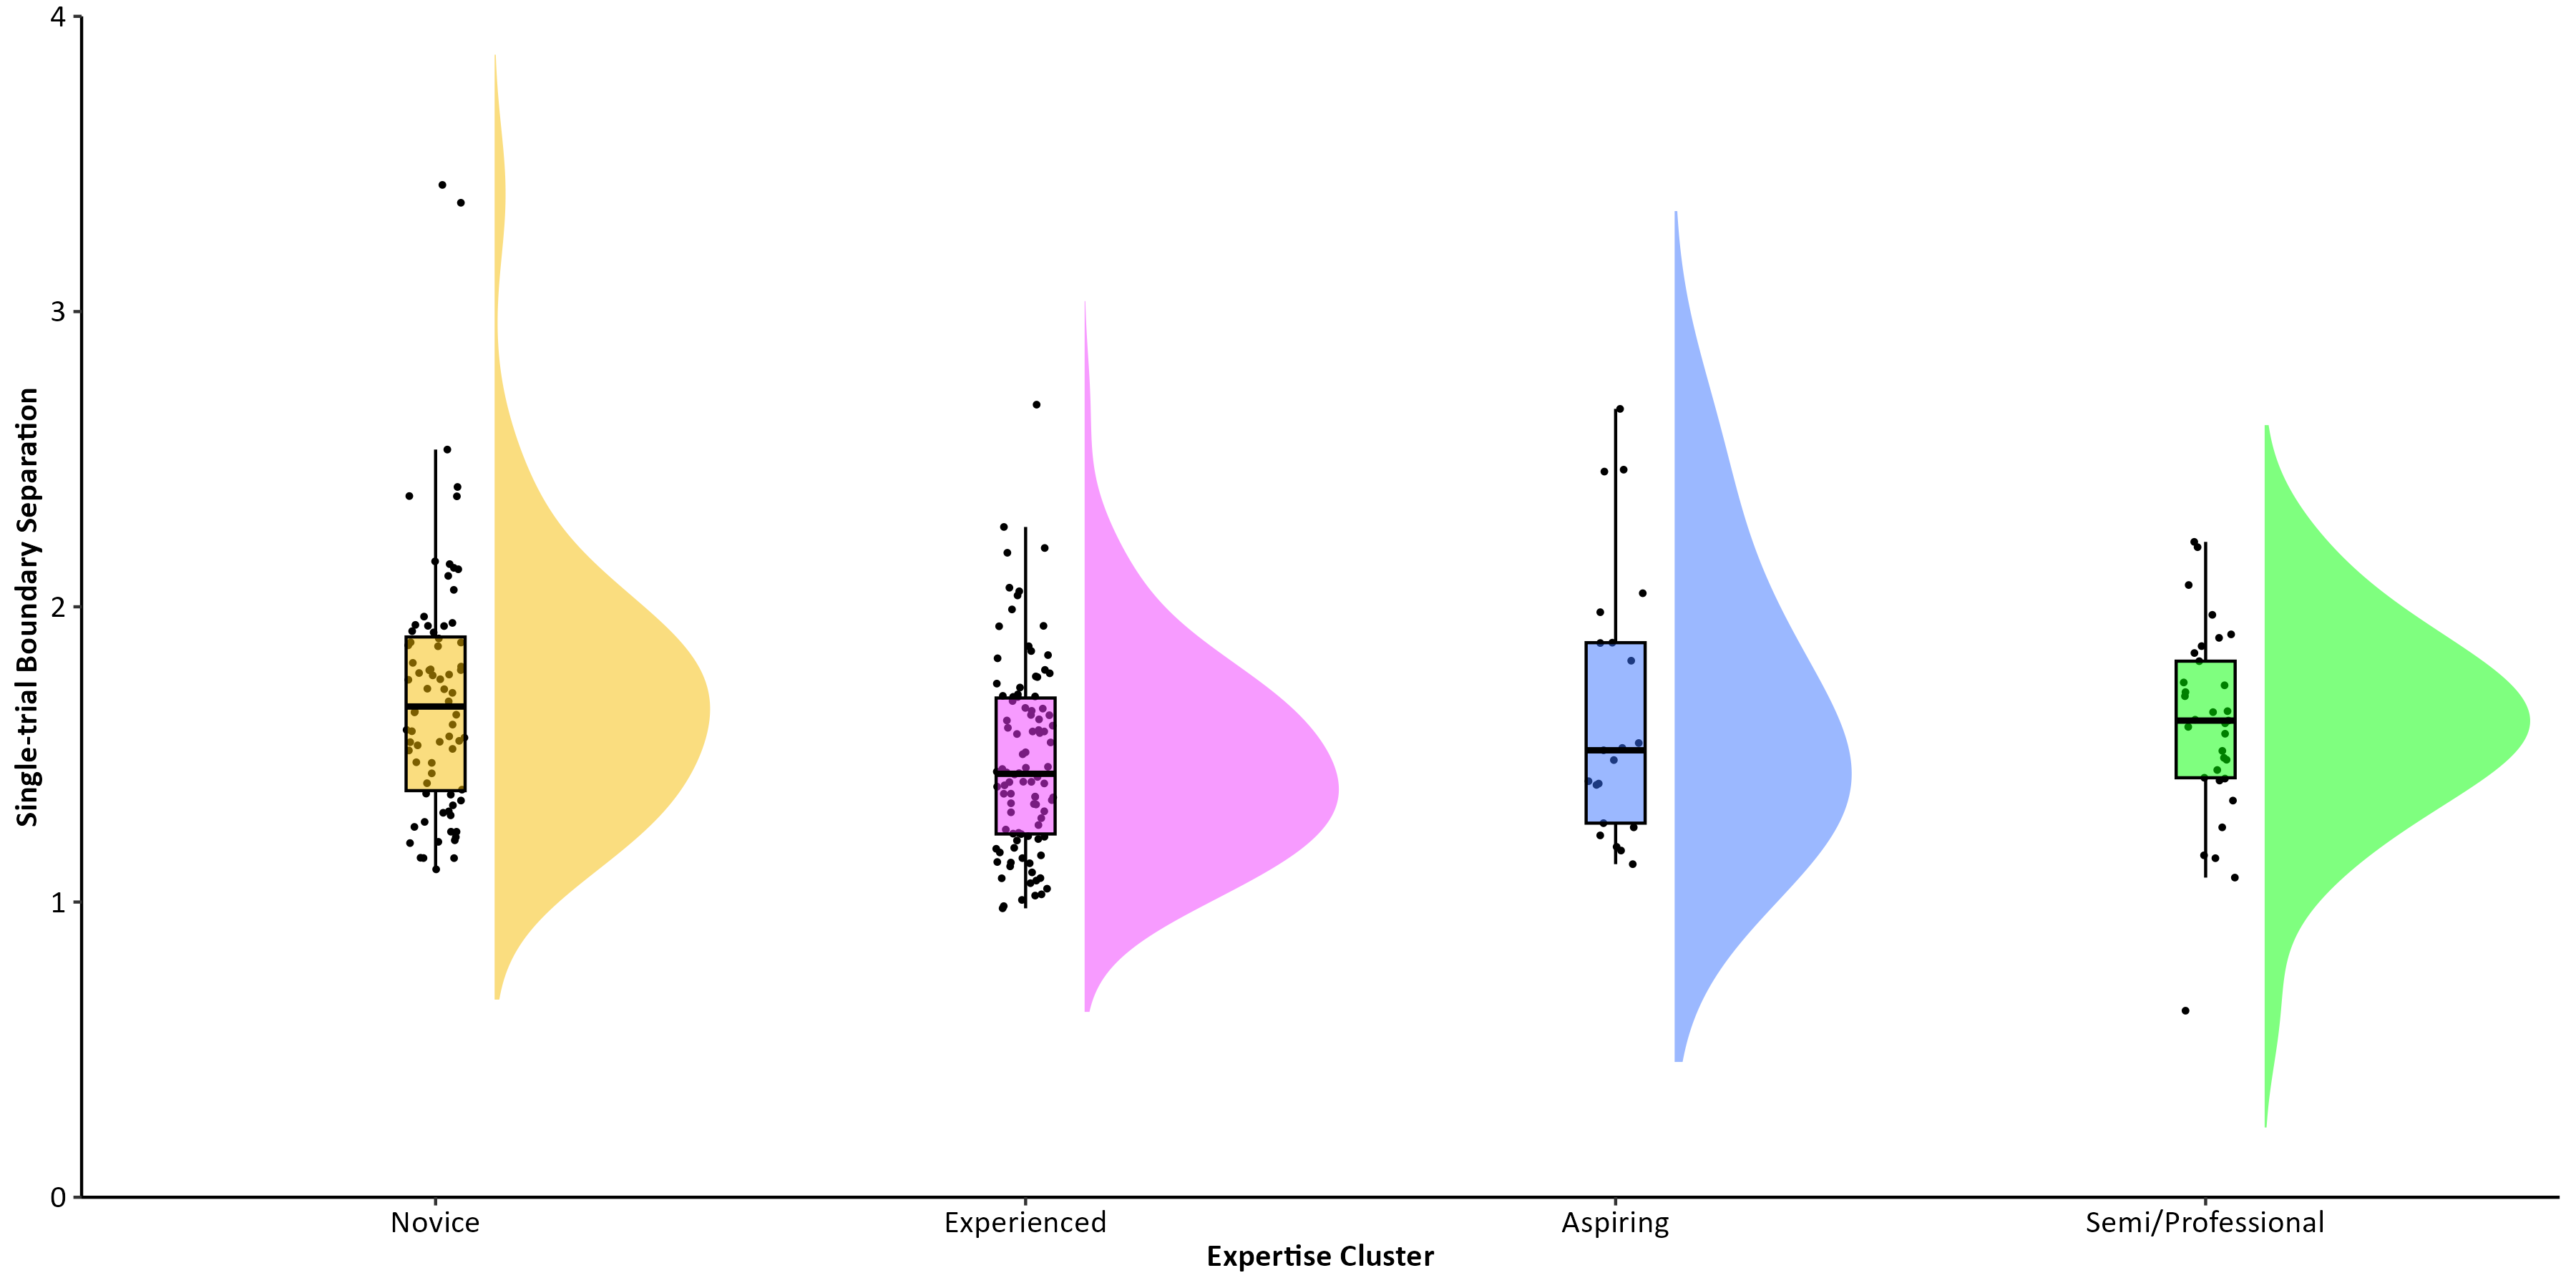 Single-trial Boundary Separation
4
3
2
1
0
Novice
Experienced
Aspiring
Semi/Professional
Expertise Cluster